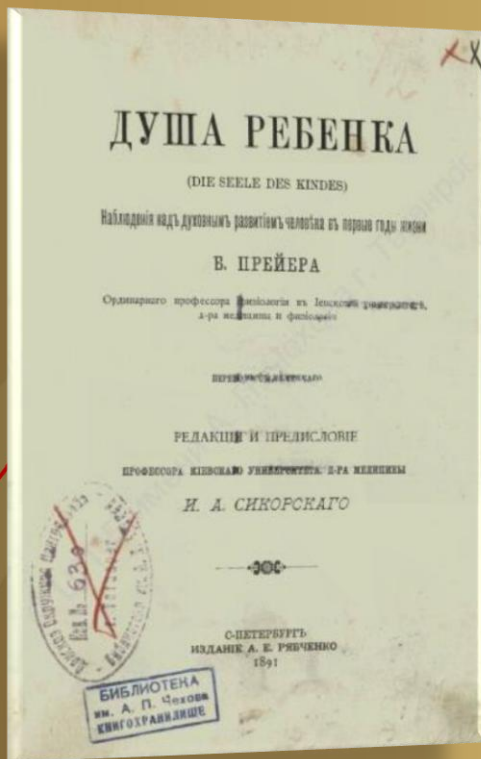 ДУША РЕБЕНКА
(DIE SEELE DES KINDES)
Наблюденія надъ духовнымъ развитіемъ человѣка въ первые годы жизни
В. ПРЕЙЕРА
Ординарнаго профессора физіологіи въ Іенскомъ университетѣ,
д-ра медицины и философіи
РЕДАКЦІЯ И ПРЕДИСЛОВІЕ
ПРОФЕССОРА КІЕВСКАГО УНИВЕРСИТЕТА, Д-РА МЕДИЦИНЫ
И. А. СИКОРСКАГО
С-ПЕТЕРБУРГЪ
ИЗДАНІЕ А. Е. РЯБЧЕНКО
1891
БИБЛИОТЕКА
им. А. П. Чехова
КНИГОХРАНИЛИЩЕ